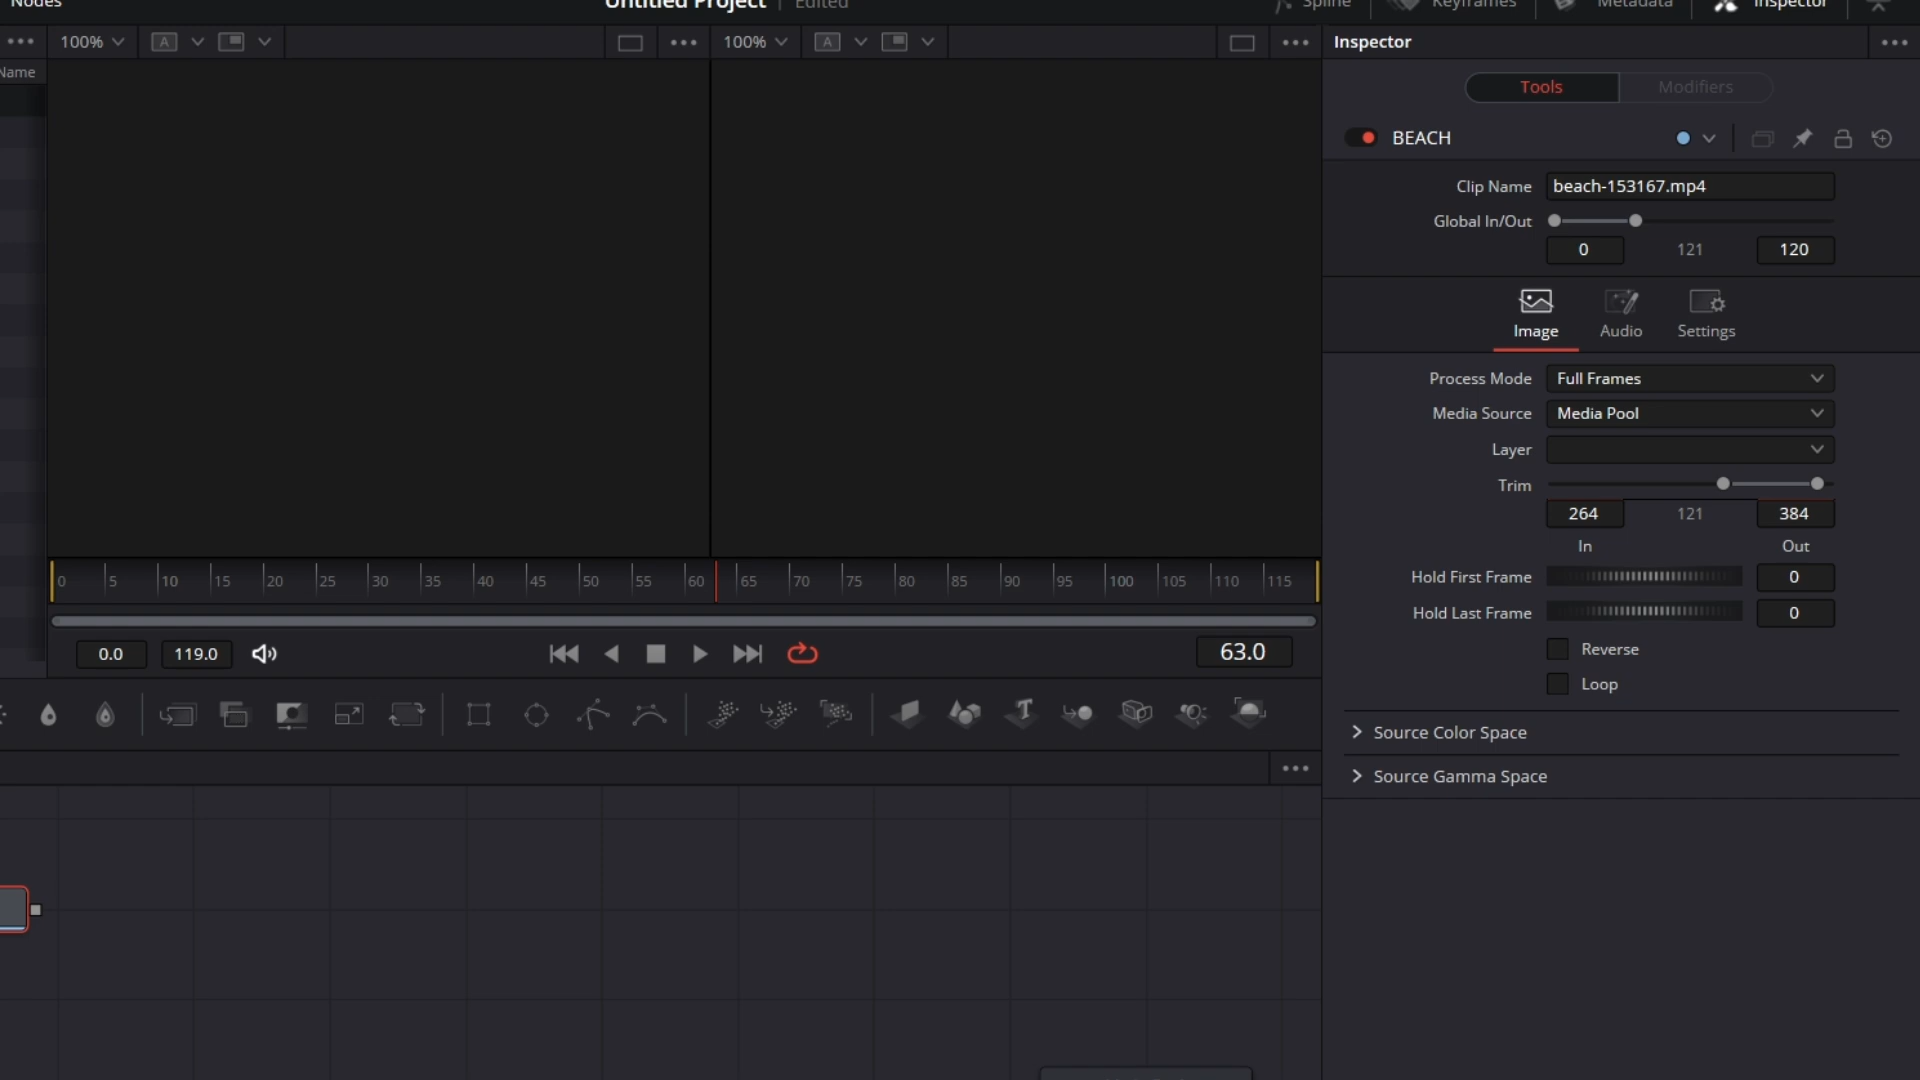 Nodes
Untitled Project Edited
Spline
Keyframes
Metadata
Inspector
100% A
100% A
Inspector
Name
Tools Modifiers
BEACH
Clip Name beach-153167.mp4
Global In/Out
0 121 120
Image Audio Settings
Process Mode Full Frames
Media Source Media Pool
Layer
Trim
264 121 384
In Out
Hold First Frame 0
Hold Last Frame 0
Reverse
Loop
Source Color Space
Source Gamma Space
0 5 10 15 20 25 30 35 40 45 50 55 60 65 70 75 80 85 90 95 100 105 110 115
0.0 119.0 63.0
T